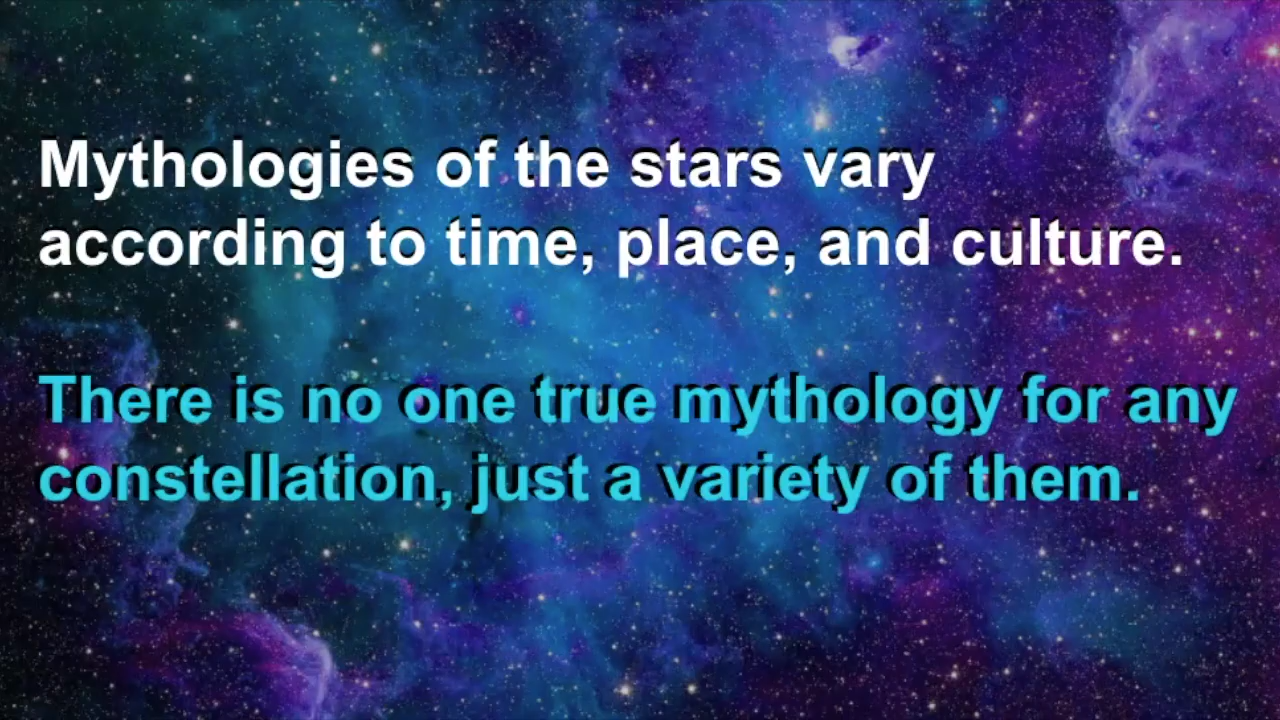 Mythologies of the stars vary
according to time, place, and culture.
There is no one true mythology for any
constellation, just a variety of them.